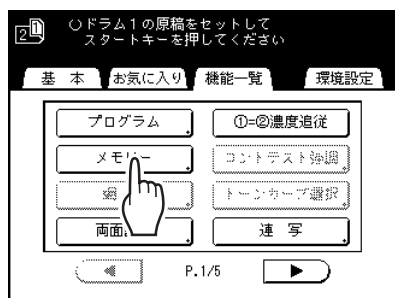 2 1
○ドラム1の原稿をセットして
スタートキーを押してください
基 本 お気に入り 機能一覧 環境設定
プログラム ①=②濃度追従
メモリー コントラスト強調
トーンカーブ選択
両面 連 写
P.1/5